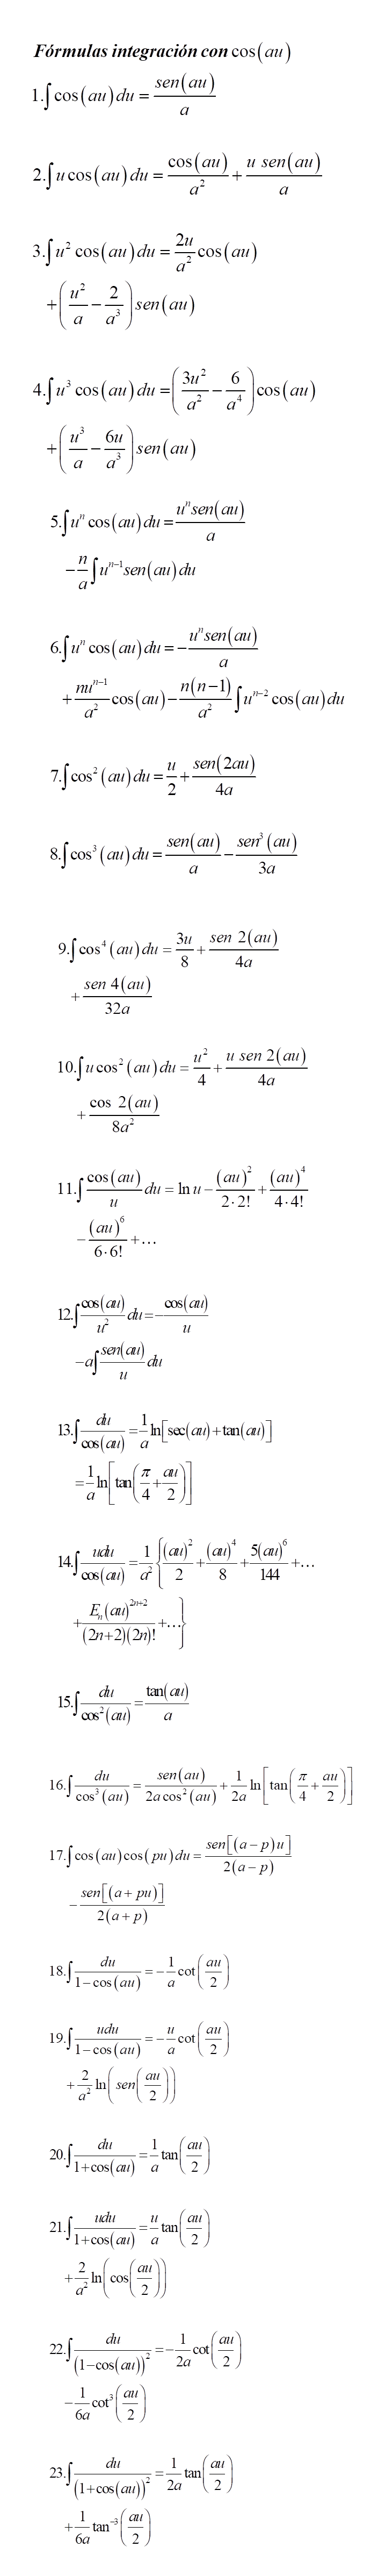 Fórmulas integración con cos(au)
1.∫cos(au)du = sen(au)/a
2.∫u cos(au)du = cos(au)/a² + u sen(au)/a
3.∫u² cos(au)du = 2u/a² cos(au)
+(u²/a − 2/a³)sen(au)
4.∫u³ cos(au)du = (3u²/a² − 6/a⁴)cos(au)
+(u³/a − 6u/a³)sen(au)
5.∫uⁿ cos(au)du = uⁿsen(au)/a
−n/a ∫uⁿ⁻¹sen(au)du
6.∫uⁿ cos(au)du = −uⁿsen(au)/a
+nuⁿ⁻¹/a² cos(au) − n(n−1)/a² ∫uⁿ⁻² cos(au)du
7.∫cos²(au)du = u/2 + sen(2au)/4a
8.∫cos³(au)du = sen(au)/a − sen³(au)/3a
9.∫cos⁴(au)du = 3u/8 + sen 2(au)/4a
+ sen 4(au)/32a
10.∫u cos²(au)du = u²/4 + u sen 2(au)/4a
+ cos 2(au)/8a²
11.∫cos(au)/u du = ln u − (au)²/2·2! + (au)⁴/4·4!
− (au)⁶/6·6! + …
12.∫cos(au)/u² du = −cos(au)/u
−a∫sen(au)/u du
13.∫du/cos(au) = 1/a ln[sec(au)+tan(au)]
= 1/a ln[tan(π/4 + au/2)]
14.∫udu/cos(au) = 1/a² {(au)²/2 + (au)⁴/8 + 5(au)⁶/144 + …
+ Eₙ(au)²ⁿ⁺²/(2n+2)(2n)! + …}
15.∫du/cos²(au) = tan(au)/a
16.∫du/cos³(au) = sen(au)/2a cos²(au) + 1/2a ln[tan(π/4 + au/2)]
17.∫cos(au)cos(pu)du = sen[(a−p)u]/2(a−p)
− sen[(a+pu)]/2(a+p)
18.∫du/1−cos(au) = −1/a cot(au/2)
19.∫udu/1−cos(au) = −u/a cot(au/2)
+ 2/a² ln(sen(au/2))
20.∫du/1+cos(au) = 1/a tan(au/2)
21.∫udu/1+cos(au) = u/a tan(au/2)
+ 2/a² ln(cos(au/2))
22.∫du/(1−cos(au))² = −1/2a cot(au/2)
− 1/6a cot³(au/2)
23.∫du/(1+cos(au))² = 1/2a tan(au/2)
+ 1/6a tan⁻³(au/2)